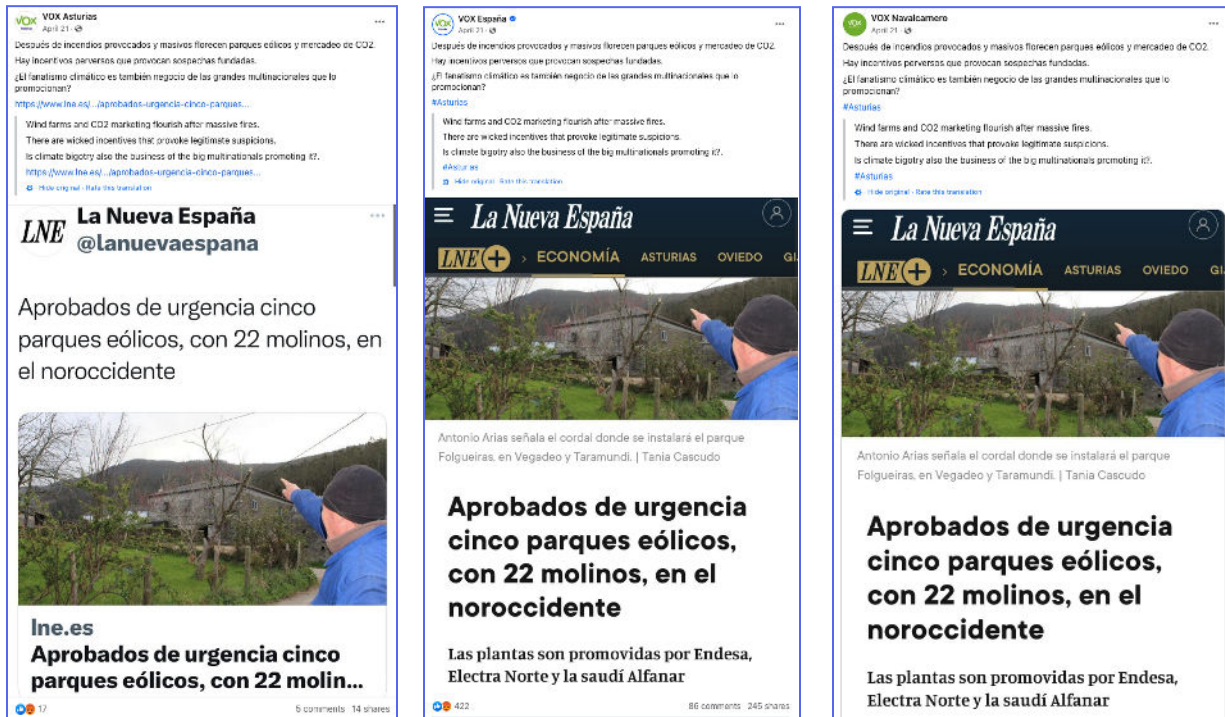 VOX Asturias
April 21
Después de incendios provocados y masivos florecen parques eólicos y mercadeo de CO2.
Hay incentivos perversos que provocan sospechas fundadas.
¿El fanatismo climático es también negocio de las grandes multinacionales que lo
promocionan?
https://www.lne.es/.../aprobados-urgencia-cinco-parques...
Wind farms and CO2 marketing flourish after massive fires.
There are wicked incentives that provoke legitimate suspicions.
Is climate bigotry also the business of the big multinationals promoting it?.
https://www.lne.es/.../aprobados-urgencia-cinco-parques...
Hide original · Rate this translation
LNE
La Nueva España
@lanuevaespana
Aprobados de urgencia cinco
parques eólicos, con 22 molinos, en
el noroccidente
lne.es
Aprobados de urgencia cinco
parques eólicos, con 22 molin...
17
5 comments 14 shares
VOX España
April 21
Después de incendios provocados y masivos florecen parques eólicos y mercadeo de CO2.
Hay incentivos perversos que provocan sospechas fundadas.
¿El fanatismo climático es también negocio de las grandes multinacionales que lo
promocionan?
#Asturias
Wind farms and CO2 marketing flourish after massive fires.
There are wicked incentives that provoke legitimate suspicions.
Is climate bigotry also the business of the big multinationals promoting it?.
#Asturias
Hide original · Rate this translation
La Nueva España
LNE+ > ECONOMÍA ASTURIAS OVIEDO GI
Antonio Arias señala el cordal donde se instalará el parque
Folgueiras, en Vegadeo y Taramundi. | Tania Cascudo
Aprobados de urgencia
cinco parques eólicos,
con 22 molinos, en el
noroccidente
Las plantas son promovidas por Endesa,
Electra Norte y la saudí Alfanar
422
86 comments 245 shares
VOX Navalcarnero
April 21
Después de incendios provocados y masivos florecen parques eólicos y mercadeo de CO2.
Hay incentivos perversos que provocan sospechas fundadas.
¿El fanatismo climático es también negocio de las grandes multinacionales que lo
promocionan?
#Asturias
Wind farms and CO2 marketing flourish after massive fires.
There are wicked incentives that provoke legitimate suspicions.
Is climate bigotry also the business of the big multinationals promoting it?.
#Asturias
Hide original · Rate this translation
La Nueva España
LNE+ > ECONOMÍA ASTURIAS OVIEDO GI
Antonio Arias señala el cordal donde se instalará el parque
Folgueiras, en Vegadeo y Taramundi. | Tania Cascudo
Aprobados de urgencia
cinco parques eólicos,
con 22 molinos, en el
noroccidente
Las plantas son promovidas por Endesa,
Electra Norte y la saudí Alfanar